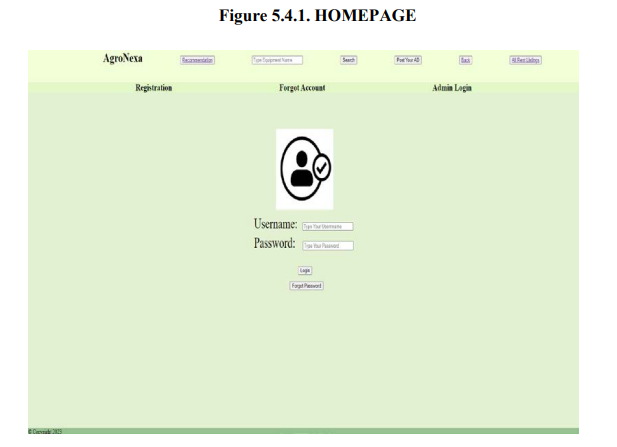 Figure 5.4.1. HOMEPAGE
AgroNexa Recommendation Type Equipment Name Search Post Your AD Back All Rent Listings
Registration Forgot Account Admin Login
Username: Type Your Username
Password: Type Your Password
Login
Forgot Password
© Copyright 2025